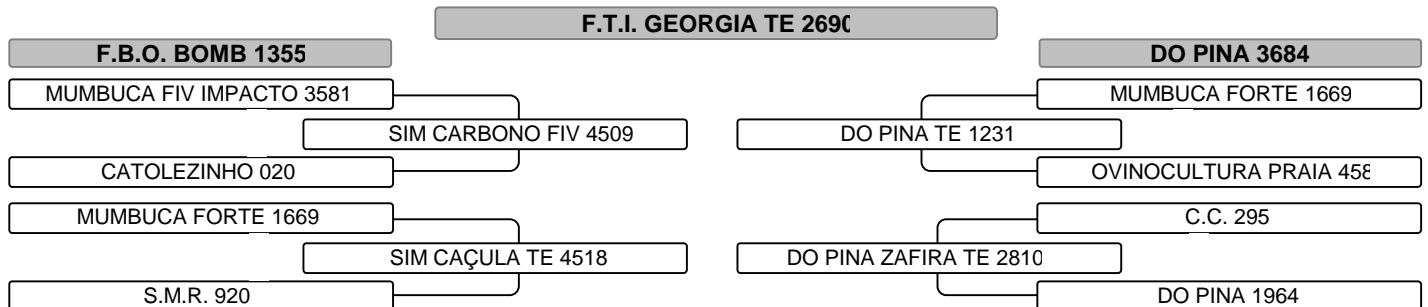 F.T.I. GEORGIA TE 2690
F.B.O. BOMB 1355
DO PINA 3684
MUMBUCA FIV IMPACTO 3581
MUMBUCA FORTE 1669
SIM CARBONO FIV 4509
DO PINA TE 1231
CATOLEZINHO 020
OVINOCULTURA PRAIA 458
MUMBUCA FORTE 1669
C.C. 295
SIM CAÇULA TE 4518
DO PINA ZAFIRA TE 2810
S.M.R. 920
DO PINA 1964